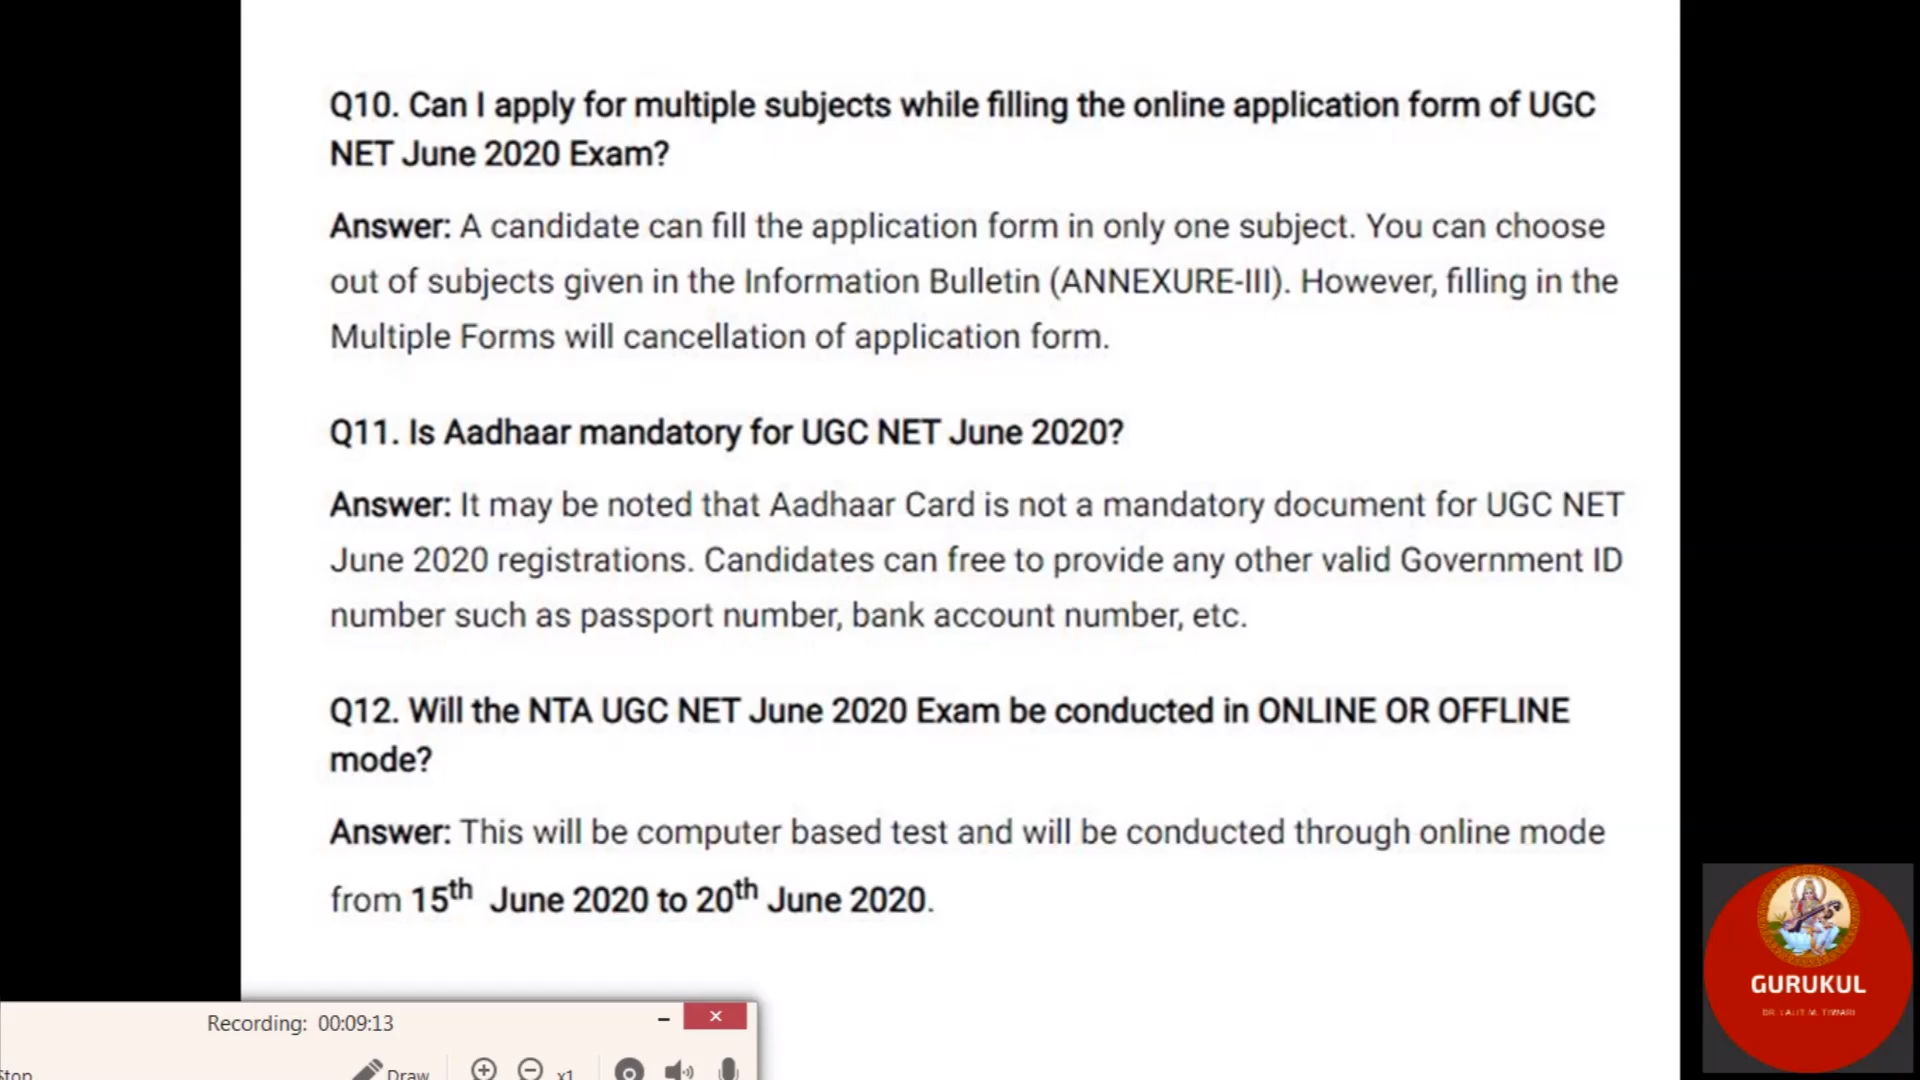 Q10. Can I apply for multiple subjects while filling the online application form of UGC
NET June 2020 Exam?
Answer: A candidate can fill the application form in only one subject. You can choose
out of subjects given in the Information Bulletin (ANNEXURE-III). However, filling in the
Multiple Forms will cancellation of application form.
Q11. Is Aadhaar mandatory for UGC NET June 2020?
Answer: It may be noted that Aadhaar Card is not a mandatory document for UGC NET
June 2020 registrations. Candidates can free to provide any other valid Government ID
number such as passport number, bank account number, etc.
Q12. Will the NTA UGC NET June 2020 Exam be conducted in ONLINE OR OFFLINE
mode?
Answer: This will be computer based test and will be conducted through online mode
from 15th June 2020 to 20th June 2020.
GURUKUL
DR. LALIT M. TIWARI
Recording: 00:09:13
Stop
Draw
x1